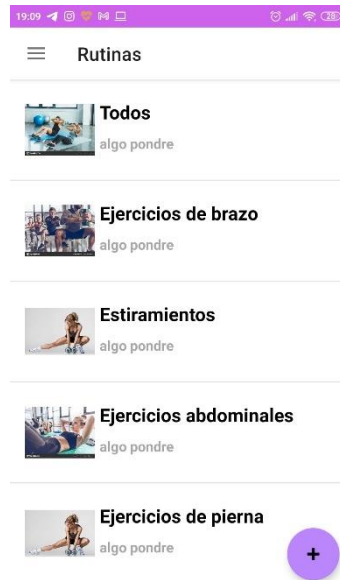 19:09
28
Rutinas
Todos
algo pondre
Ejercicios de brazo
algo pondre
Estiramientos
algo pondre
Ejercicios abdominales
algo pondre
Ejercicios de pierna
algo pondre
+